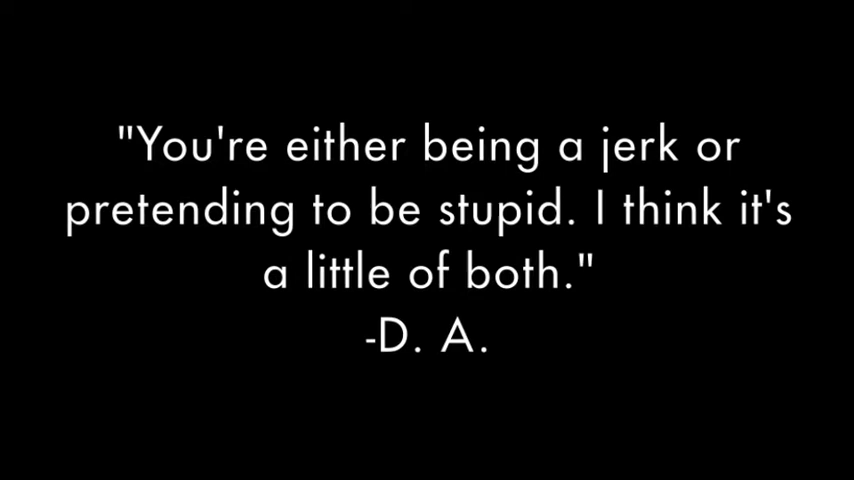 "You're either being a jerk or
pretending to be stupid. I think it's
a little of both."
-D. A.